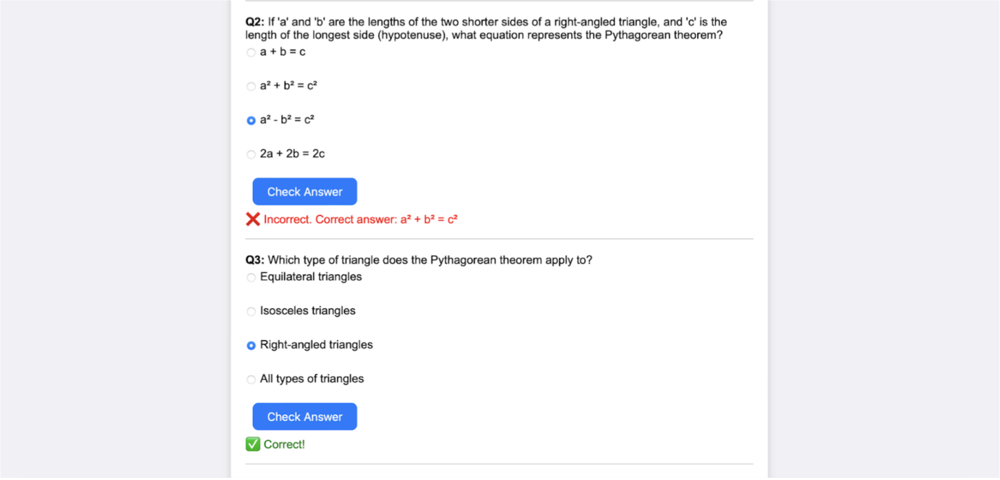 Q2: If 'a' and 'b' are the lengths of the two shorter sides of a right-angled triangle, and 'c' is the
length of the longest side (hypotenuse), what equation represents the Pythagorean theorem?
a + b = c
a² + b² = c²
a² - b² = c²
2a + 2b = 2c
Check Answer
❌ Incorrect. Correct answer: a² + b² = c²
Q3: Which type of triangle does the Pythagorean theorem apply to?
Equilateral triangles
Isosceles triangles
Right-angled triangles
All types of triangles
Check Answer
✅ Correct!